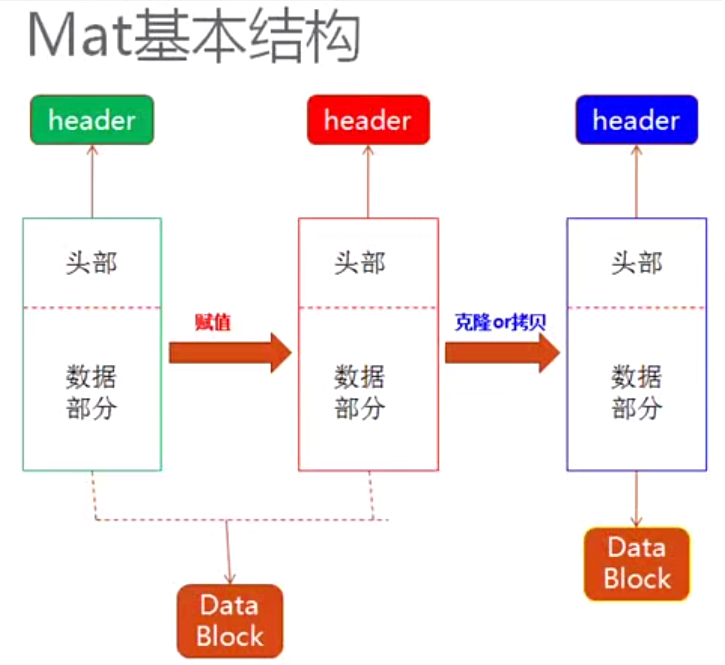 Mat基本结构
header
header
header
头部
头部
头部
赋值
克隆or拷贝
数据
部分
数据
部分
数据
部分
Data
Block
Data
Block